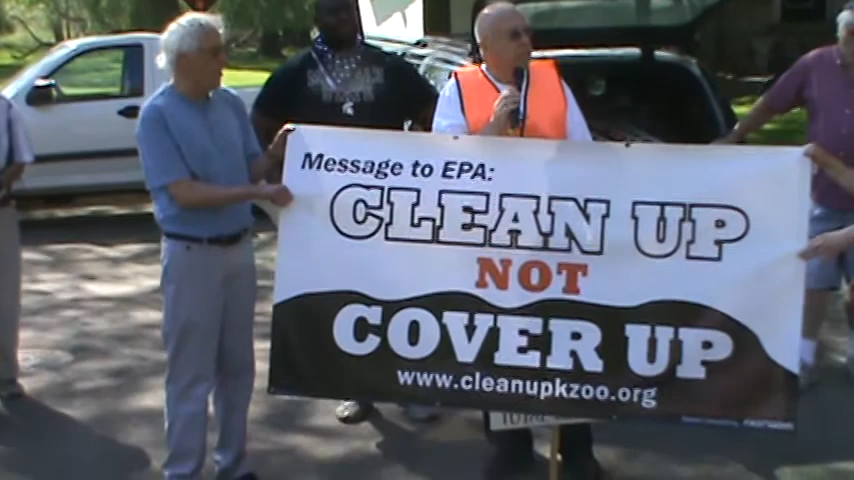 Message to EPA:
CLEAN UP
NOT
COVER UP
www.cleanupkzoo.org